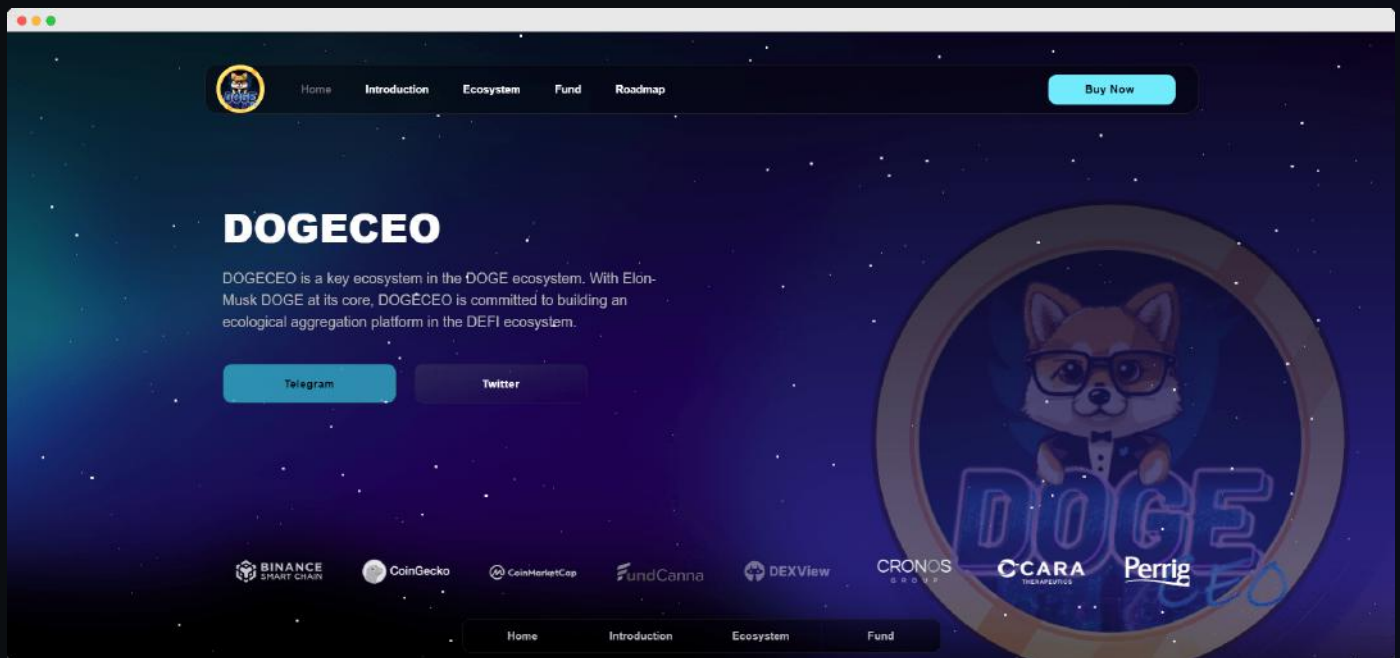 Home Introduction Ecosystem Fund Roadmap Buy Now
DOGECEO
DOGECEO is a key ecosystem in the DOGE ecosystem. With Elon-
Musk DOGE at its core, DOGECEO is committed to building an
ecological aggregation platform in the DEFI ecosystem.
Telegram Twitter
DOGE
CEO
BINANCE
SMART CHAIN
CoinGecko
CoinMarketCap
FundCanna
DEXView
CRONOS
GROUP
CARA
THERAPEUTICS
Perrig
Home Introduction Ecosystem Fund